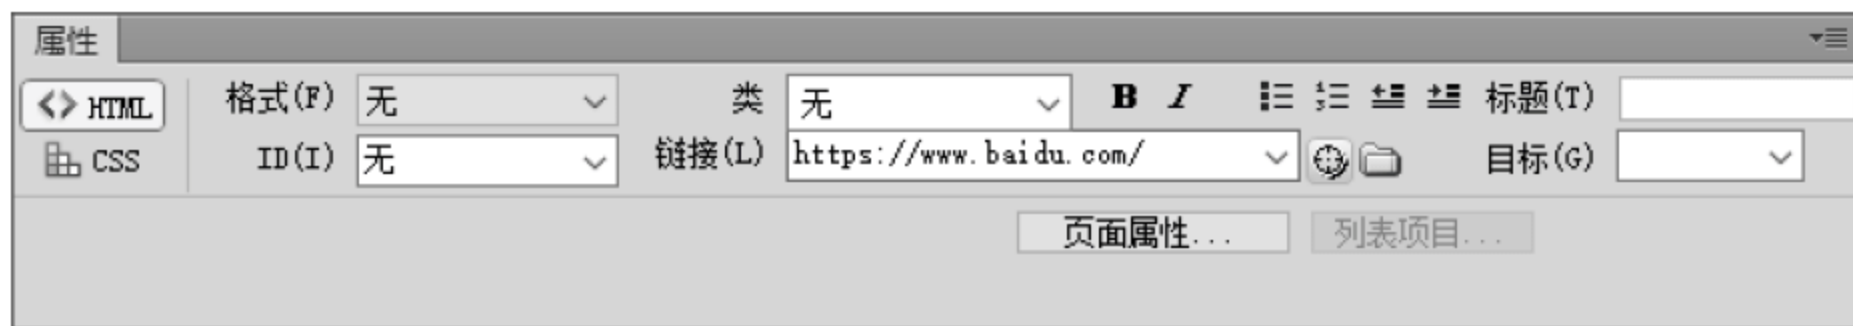 属性
HTML 格式(F) 无 类 无 B I 标题(T)
CSS ID(I) 无 链接(L) https://www.baidu.com/ 目标(G)
页面属性... 列表项目...